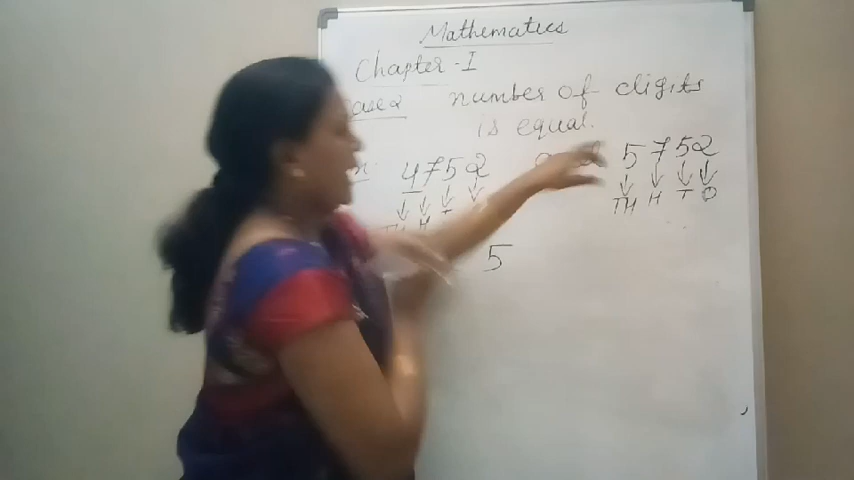 Mathematics
Chapter-I
number of digits
is equal.
4752 5752
TH H T O
5